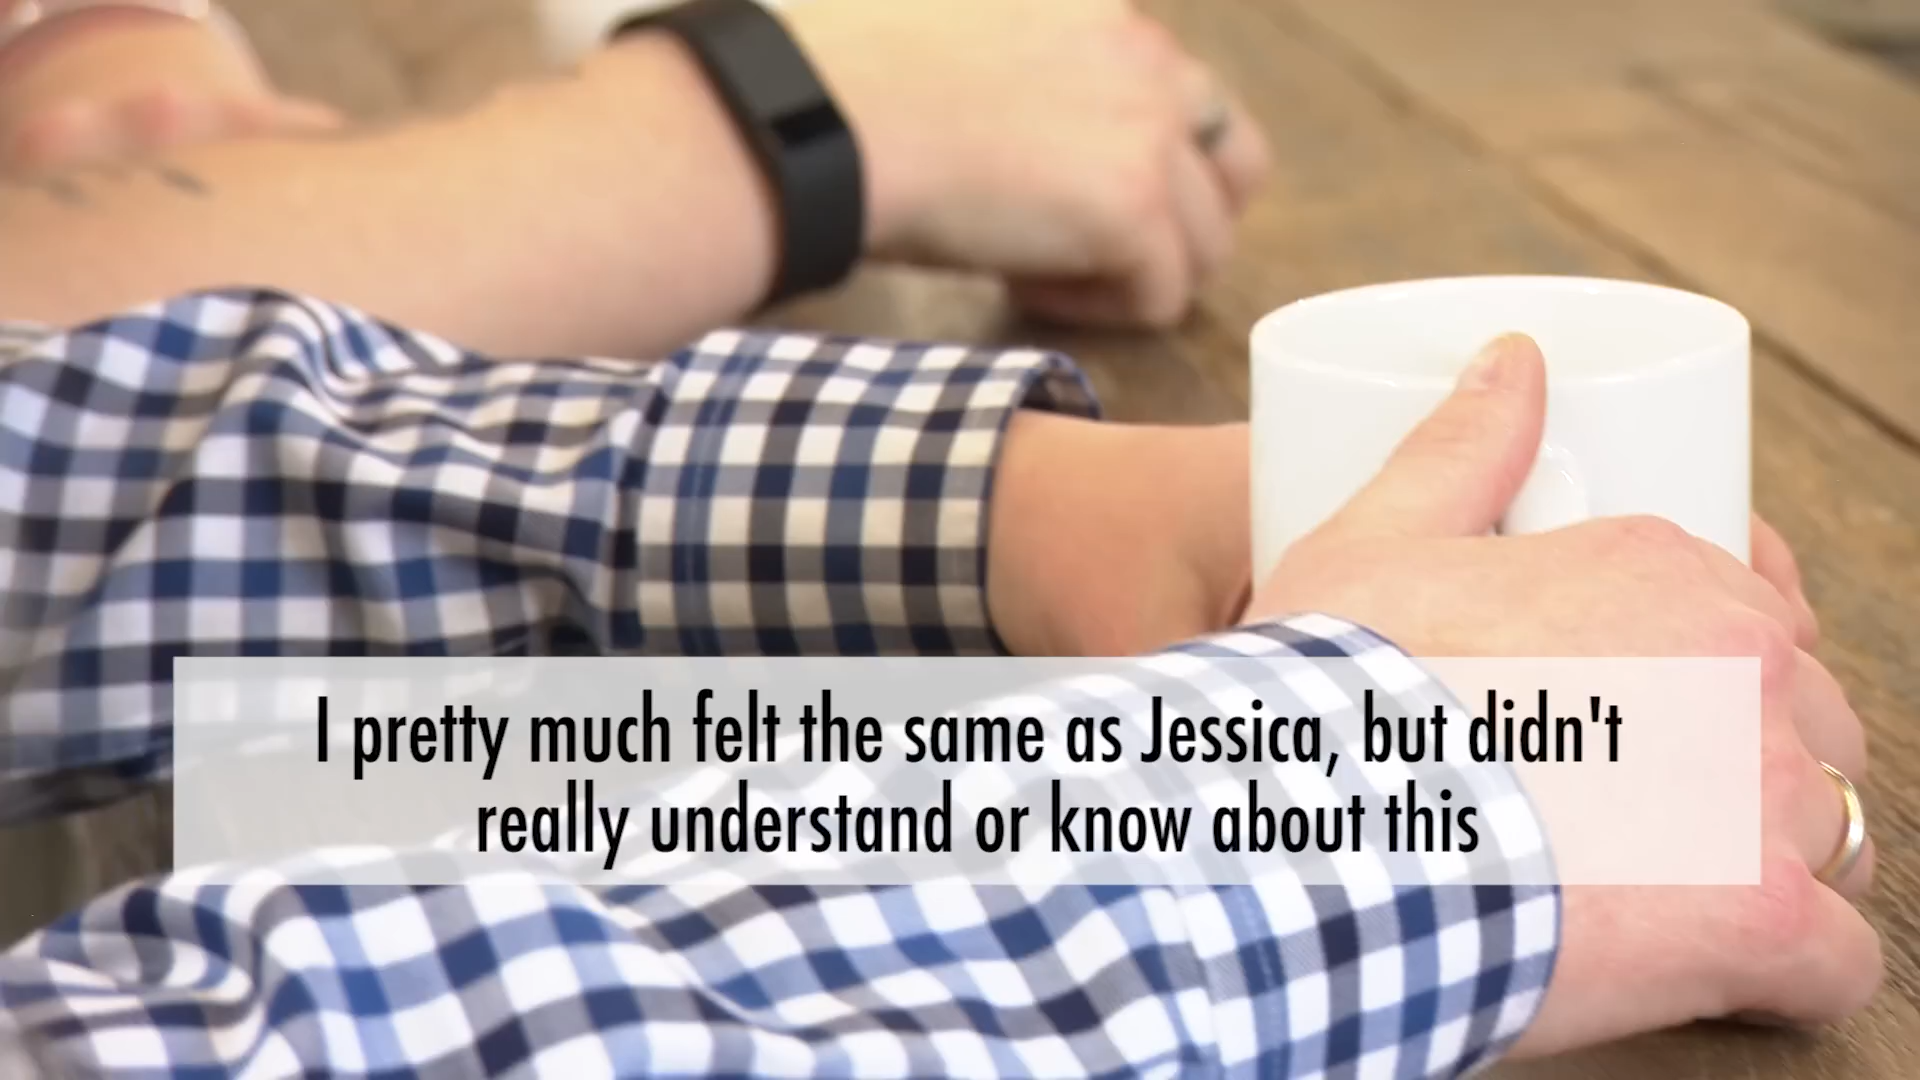 I pretty much felt the same as Jessica, but didn't
really understand or know about this